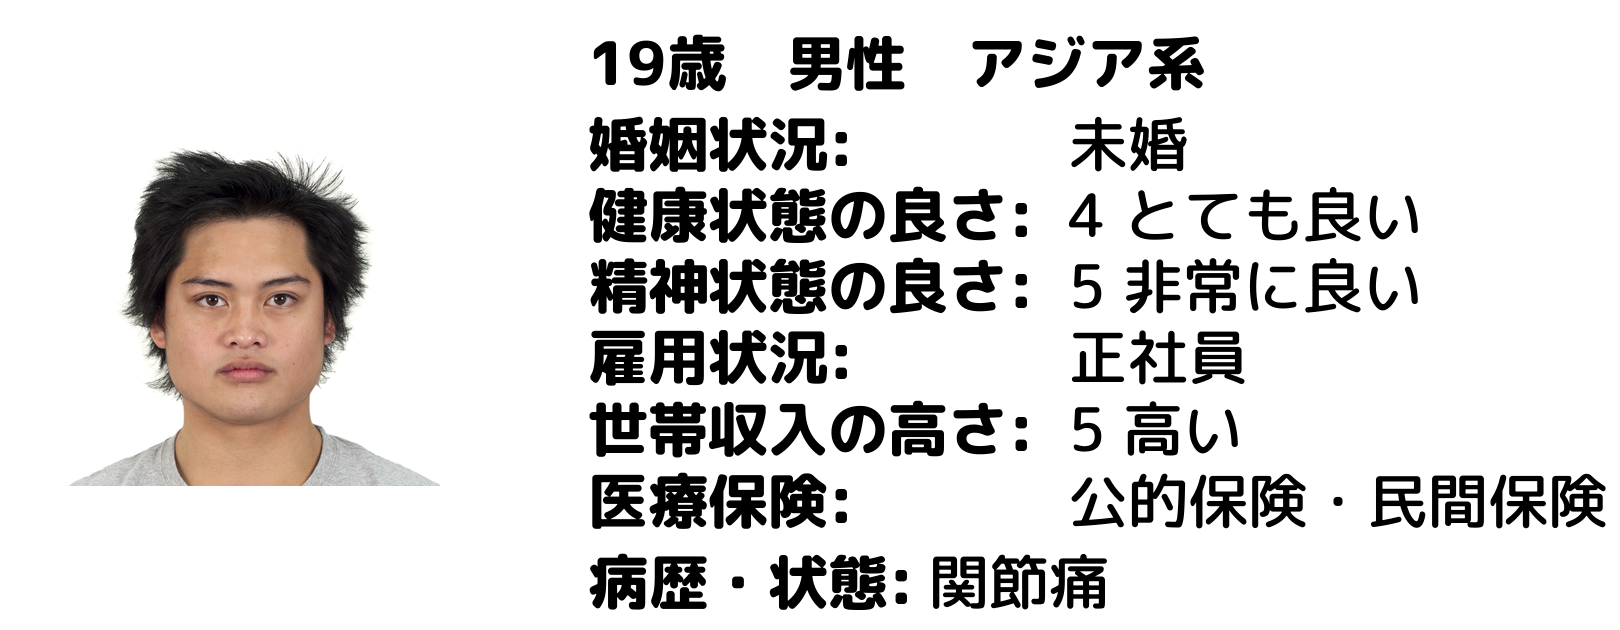 19歳　男性　アジア系
婚姻状況: 未婚
健康状態の良さ: 4 とても良い
精神状態の良さ: 5 非常に良い
雇用状況: 正社員
世帯収入の高さ: 5 高い
医療保険: 公的保険・民間保険
病歴・状態: 関節痛